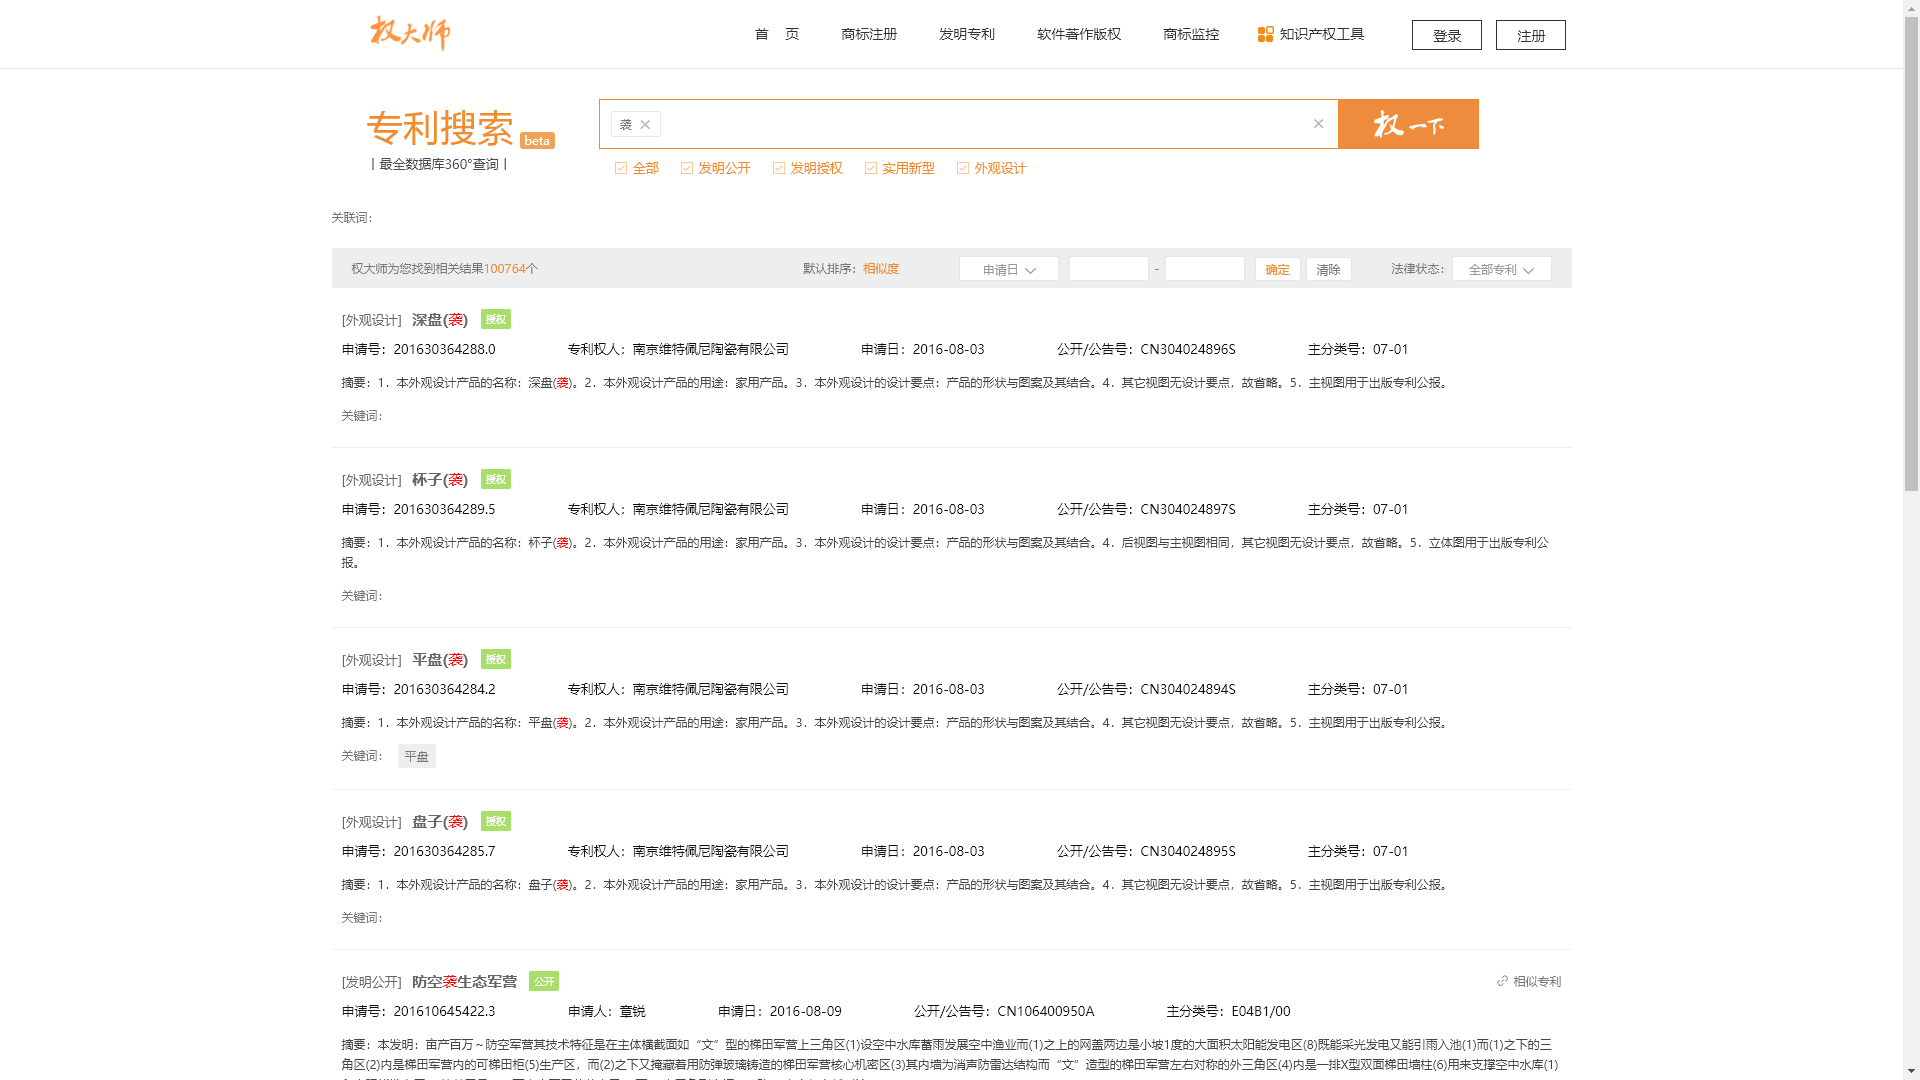 权大师
首 页 商标注册 发明专利 软件著作版权 商标监控 知识产权工具 登录 注册
专利搜索 beta
丨最全数据库360°查询丨
袭 × × 权一下
全部 发明公开 发明授权 实用新型 外观设计
关联词：
权大师为您找到相关结果100764个 默认排序： 相似度 申请日 - 确定 清除 法律状态： 全部专利
[外观设计] 深盘(袭) 授权
申请号：201630364288.0 专利权人：南京维特佩尼陶瓷有限公司 申请日：2016-08-03 公开/公告号：CN304024896S 主分类号：07-01
摘要：1．本外观设计产品的名称：深盘(袭)。2．本外观设计产品的用途：家用产品。3．本外观设计的设计要点：产品的形状与图案及其结合。4．其它视图无设计要点，故省略。5．主视图用于出版专利公报。
关键词：
[外观设计] 杯子(袭) 授权
申请号：201630364289.5 专利权人：南京维特佩尼陶瓷有限公司 申请日：2016-08-03 公开/公告号：CN304024897S 主分类号：07-01
摘要：1．本外观设计产品的名称：杯子(袭)。2．本外观设计产品的用途：家用产品。3．本外观设计的设计要点：产品的形状与图案及其结合。4．后视图与主视图相同，其它视图无设计要点，故省略。5．立体图用于出版专利公
报。
关键词：
[外观设计] 平盘(袭) 授权
申请号：201630364284.2 专利权人：南京维特佩尼陶瓷有限公司 申请日：2016-08-03 公开/公告号：CN304024894S 主分类号：07-01
摘要：1．本外观设计产品的名称：平盘(袭)。2．本外观设计产品的用途：家用产品。3．本外观设计的设计要点：产品的形状与图案及其结合。4．其它视图无设计要点，故省略。5．主视图用于出版专利公报。
关键词： 平盘
[外观设计] 盘子(袭) 授权
申请号：201630364285.7 专利权人：南京维特佩尼陶瓷有限公司 申请日：2016-08-03 公开/公告号：CN304024895S 主分类号：07-01
摘要：1．本外观设计产品的名称：盘子(袭)。2．本外观设计产品的用途：家用产品。3．本外观设计的设计要点：产品的形状与图案及其结合。4．其它视图无设计要点，故省略。5．主视图用于出版专利公报。
关键词：
[发明公开] 防空袭生态军营 公开 相似专利
申请号：201610645422.3 申请人：章锐 申请日：2016-08-09 公开/公告号：CN106400950A 主分类号：E04B1/00
摘要：本发明：亩产百万～防空军营其技术特征是在主体横截面如“文”型的梯田军营上三角区(1)设空中水库蓄雨发展空中渔业而(1)之上的网盖两边是小坡1度的大面积太阳能发电区(8)既能采光发电又能引雨入池(1)而(1)之下的三
角区(2)内是梯田军营内的可梯田柜(5)生产区，而(2)之下又掩藏着用防弹玻璃铸造的梯田军营核心机密区(3)其内墙为消声防雷达结构而“文”造型的梯田军营左右对称的外三角区(4)内是一排X型双面梯田墙柱(6)用来支撑空中水库(1)